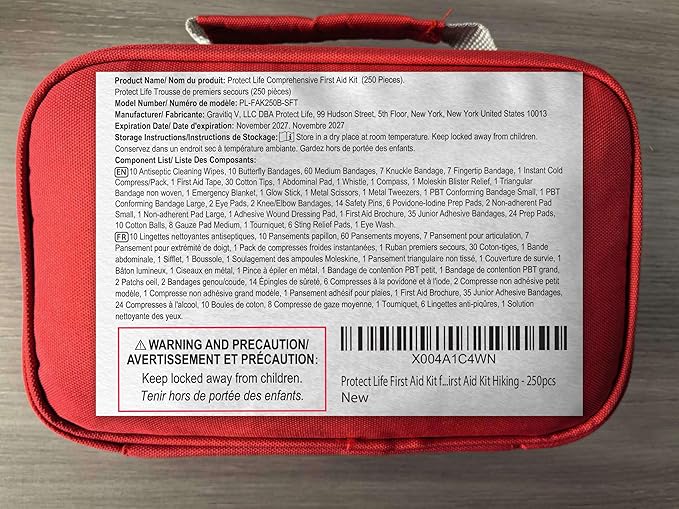 Product Name/ Nom du produit: Protect Life Comprehensive First Aid Kit (250 Pieces).
Protect Life Trousse de premiers secours (250 pièces)
Model Number/ Numéro de modèle: PL-FAK250B-SFT
Manufacturer/ Fabricante: Gravitiq V, LLC DBA Protect Life, 99 Hudson Street, 5th Floor, New York, New York United States 10013
Expiration Date/ Date d'expiration: November 2027. Novembre 2027
Storage Instructions/Instructions de Stockage: Store in a dry place at room temperature. Keep locked away from children.
Conservez dans un endroit sec à température ambiante. Gardez hors de portée des enfants.
Component List/ Liste Des Composants:
EN 10 Antiseptic Cleaning Wipes, 10 Butterfly Bandages, 60 Medium Bandages, 7 Knuckle Bandage, 7 Fingertip Bandage, 1 Instant Cold
Compress/Pack, 1 First Aid Tape, 30 Cotton Tips, 1 Abdominal Pad, 1 Whistle, 1 Compass, 1 Moleskin Blister Relief, 1 Triangular
Bandage non woven, 1 Emergency Blanket, 1 Glow Stick, 1 Metal Scissors, 1 Metal Tweezers, 1 PBT Conforming Bandage Small, 1 PBT
Conforming Bandage Large, 2 Eye Pads, 2 Knee/Elbow Bandages, 14 Safety Pins, 6 Povidone-Iodine Prep Pads, 2 Non-adherent Pad
Small, 1 Non-adherent Pad Large, 1 Adhesive Wound Dressing Pad, 1 First Aid Brochure, 35 Junior Adhesive Bandages, 24 Prep Pads,
10 Cotton Balls, 8 Gauze Pad Medium, 1 Tourniquet, 6 Sting Relief Pads, 1 Eye Wash.
FR 10 Lingettes nettoyantes antiseptiques, 10 Pansements papillon, 60 Pansements moyens, 7 Pansement pour articulation, 7
Pansement pour extrémité de doigt, 1 Pack de compresses froides instantanées, 1 Ruban premiers secours, 30 Coton-tiges, 1 Bande
abdominale, 1 Sifflet, 1 Boussole, 1 Soulagement des ampoules Moleskine, 1 Pansement triangulaire non tissé, 1 Couverture de survie, 1
Bâton lumineux, 1 Ciseaux en métal, 1 Pince à épiler en métal, 1 Bandage de contention PBT petit, 1 Bandage de contention PBT grand,
2 Patchs oeil, 2 Bandages genou/coude, 14 Épingles de sûreté, 6 Compresses à la povidone et à l'iode, 2 Compresse non adhésive petit
modèle, 1 Compresse non adhésive grand modèle, 1 Pansement adhésif pour plaies, 1 First Aid Brochure, 35 Junior Adhesive Bandages,
24 Compresses à l'alcool, 10 Boules de coton, 8 Compresse de gaze moyenne, 1 Tourniquet, 6 Lingettes anti-piqûres, 1 Solution
nettoyante des yeux.
WARNING AND PRECAUTION/
AVERTISSEMENT ET PRÉCAUTION:
Keep locked away from children.
Tenir hors de portée des enfants.
X004A1C4WN
Protect Life First Aid Kit f...irst Aid Kit Hiking - 250pcs
New